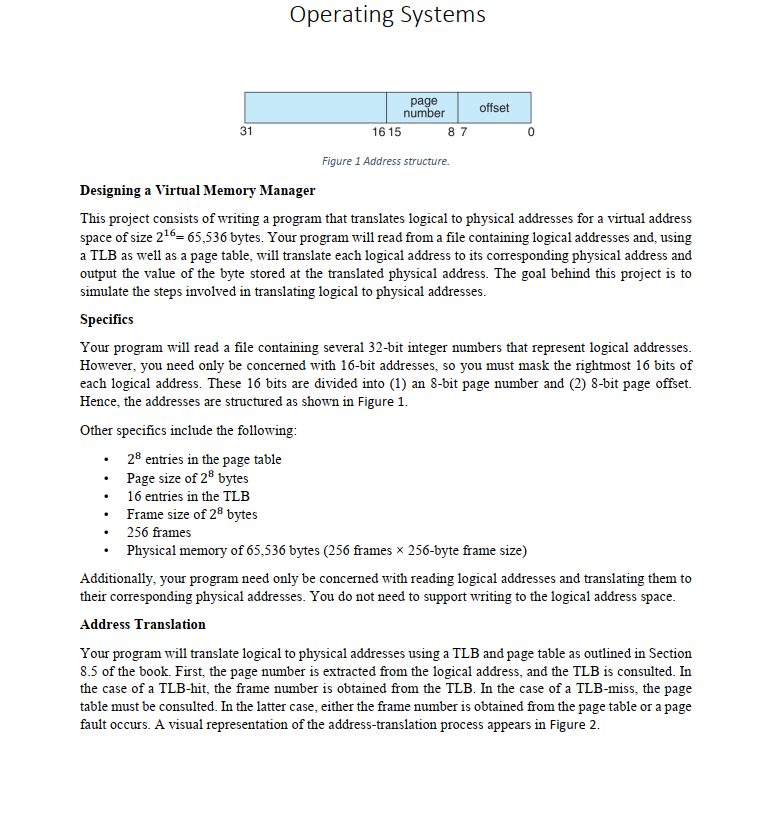 Operating Systems
page
number
offset
31
16 15
8 7
0
Figure 1 Address structure.
Designing a Virtual Memory Manager
This project consists of writing a program that translates logical to physical addresses for a virtual address
space of size 2¹⁶= 65,536 bytes. Your program will read from a file containing logical addresses and, using
a TLB as well as a page table, will translate each logical address to its corresponding physical address and
output the value of the byte stored at the translated physical address. The goal behind this project is to
simulate the steps involved in translating logical to physical addresses.
Specifics
Your program will read a file containing several 32-bit integer numbers that represent logical addresses.
However, you need only be concerned with 16-bit addresses, so you must mask the rightmost 16 bits of
each logical address. These 16 bits are divided into (1) an 8-bit page number and (2) 8-bit page offset.
Hence, the addresses are structured as shown in Figure 1.
Other specifics include the following:
• 2⁸ entries in the page table
• Page size of 2⁸ bytes
• 16 entries in the TLB
• Frame size of 2⁸ bytes
• 256 frames
• Physical memory of 65,536 bytes (256 frames × 256-byte frame size)
Additionally, your program need only be concerned with reading logical addresses and translating them to
their corresponding physical addresses. You do not need to support writing to the logical address space.
Address Translation
Your program will translate logical to physical addresses using a TLB and page table as outlined in Section
8.5 of the book. First, the page number is extracted from the logical address, and the TLB is consulted. In
the case of a TLB-hit, the frame number is obtained from the TLB. In the case of a TLB-miss, the page
table must be consulted. In the latter case, either the frame number is obtained from the page table or a page
fault occurs. A visual representation of the address-translation process appears in Figure 2.